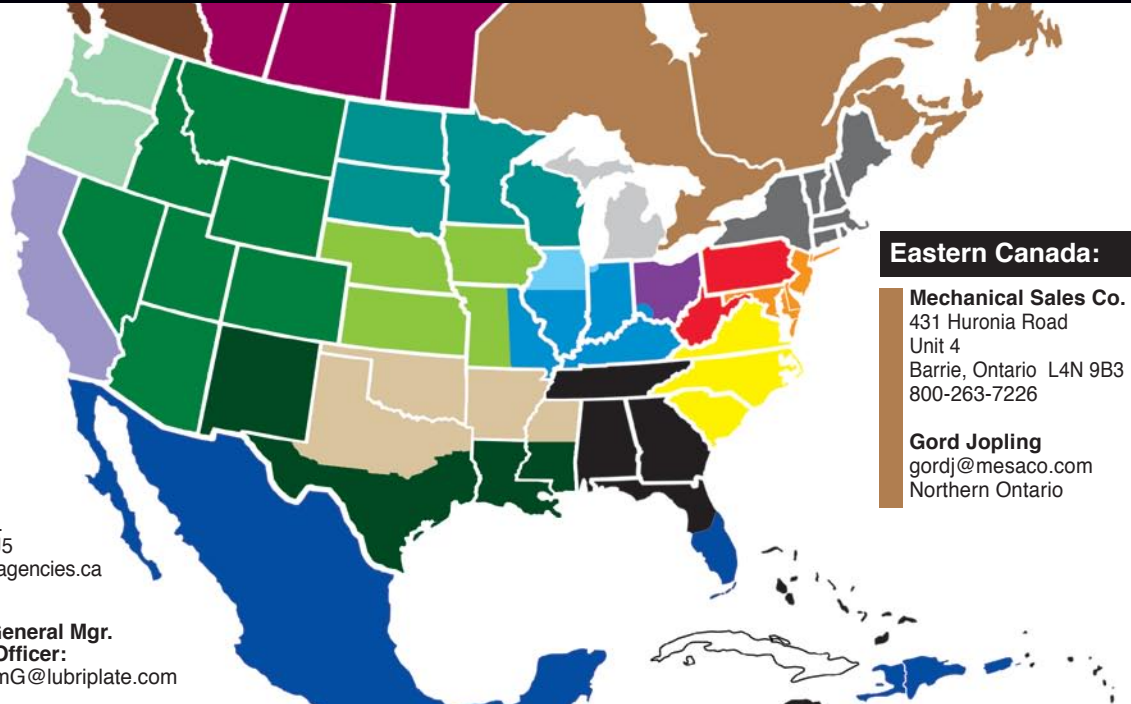 Eastern Canada:
Mechanical Sales Co.
431 Huronia Road
Unit 4
Barrie, Ontario L4N 9B3
800-263-7226
Gord Jopling
gordj@mesaco.com
Northern Ontario
5
agencies.ca
General Mgr.
Officer:
mG@lubriplate.com